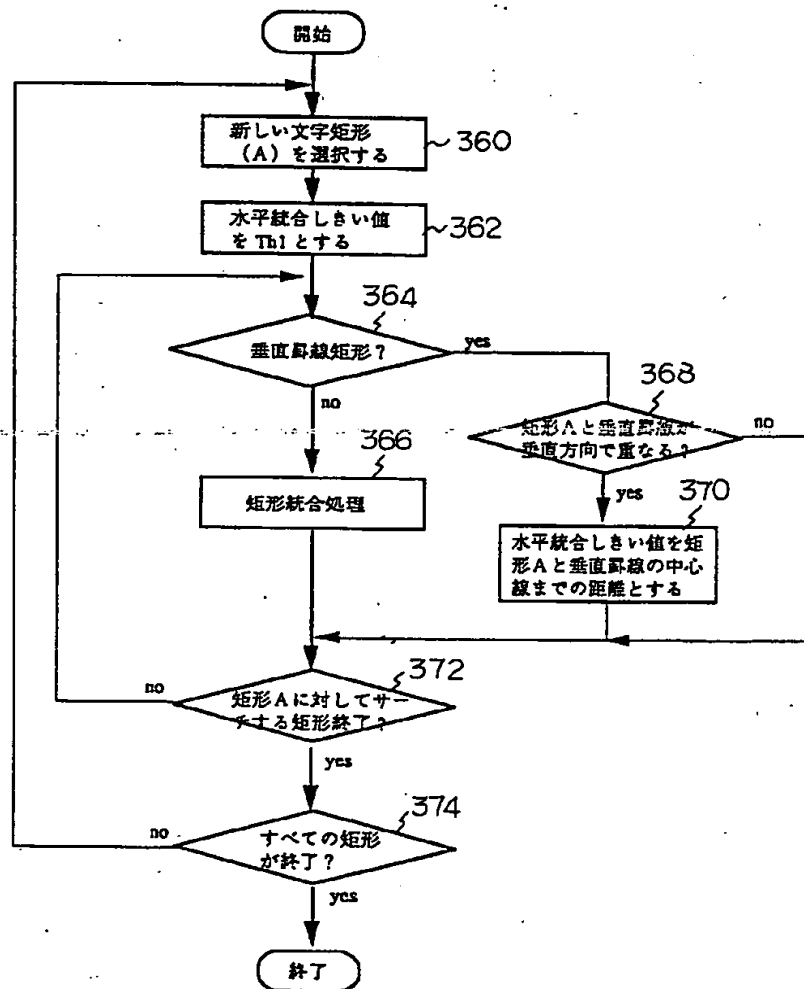 開始
新しい文字矩形
(A)を選択する
360
水平統合しきい値
をTh1とする
362
364
垂直罫線矩形?
yes
no
368
矩形Aと垂直罫線が
垂直方向で重なる?
no
yes
366
矩形統合処理
370
水平統合しきい値を矩
形Aと垂直罫線の中心
線までの距離とする
372
矩形Aに対してサー
チする矩形終了?
no
yes
374
すべての矩形
が終了?
no
yes
終了